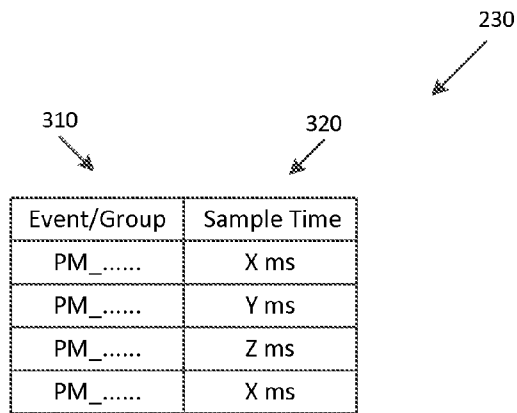 230
310 320
Event/Group Sample Time
PM_...... X ms
PM_...... Y ms
PM_...... Z ms
PM_...... X ms